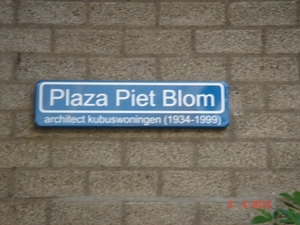 Plaza Piet Blom
architect kubuswoningen (1934-1999)